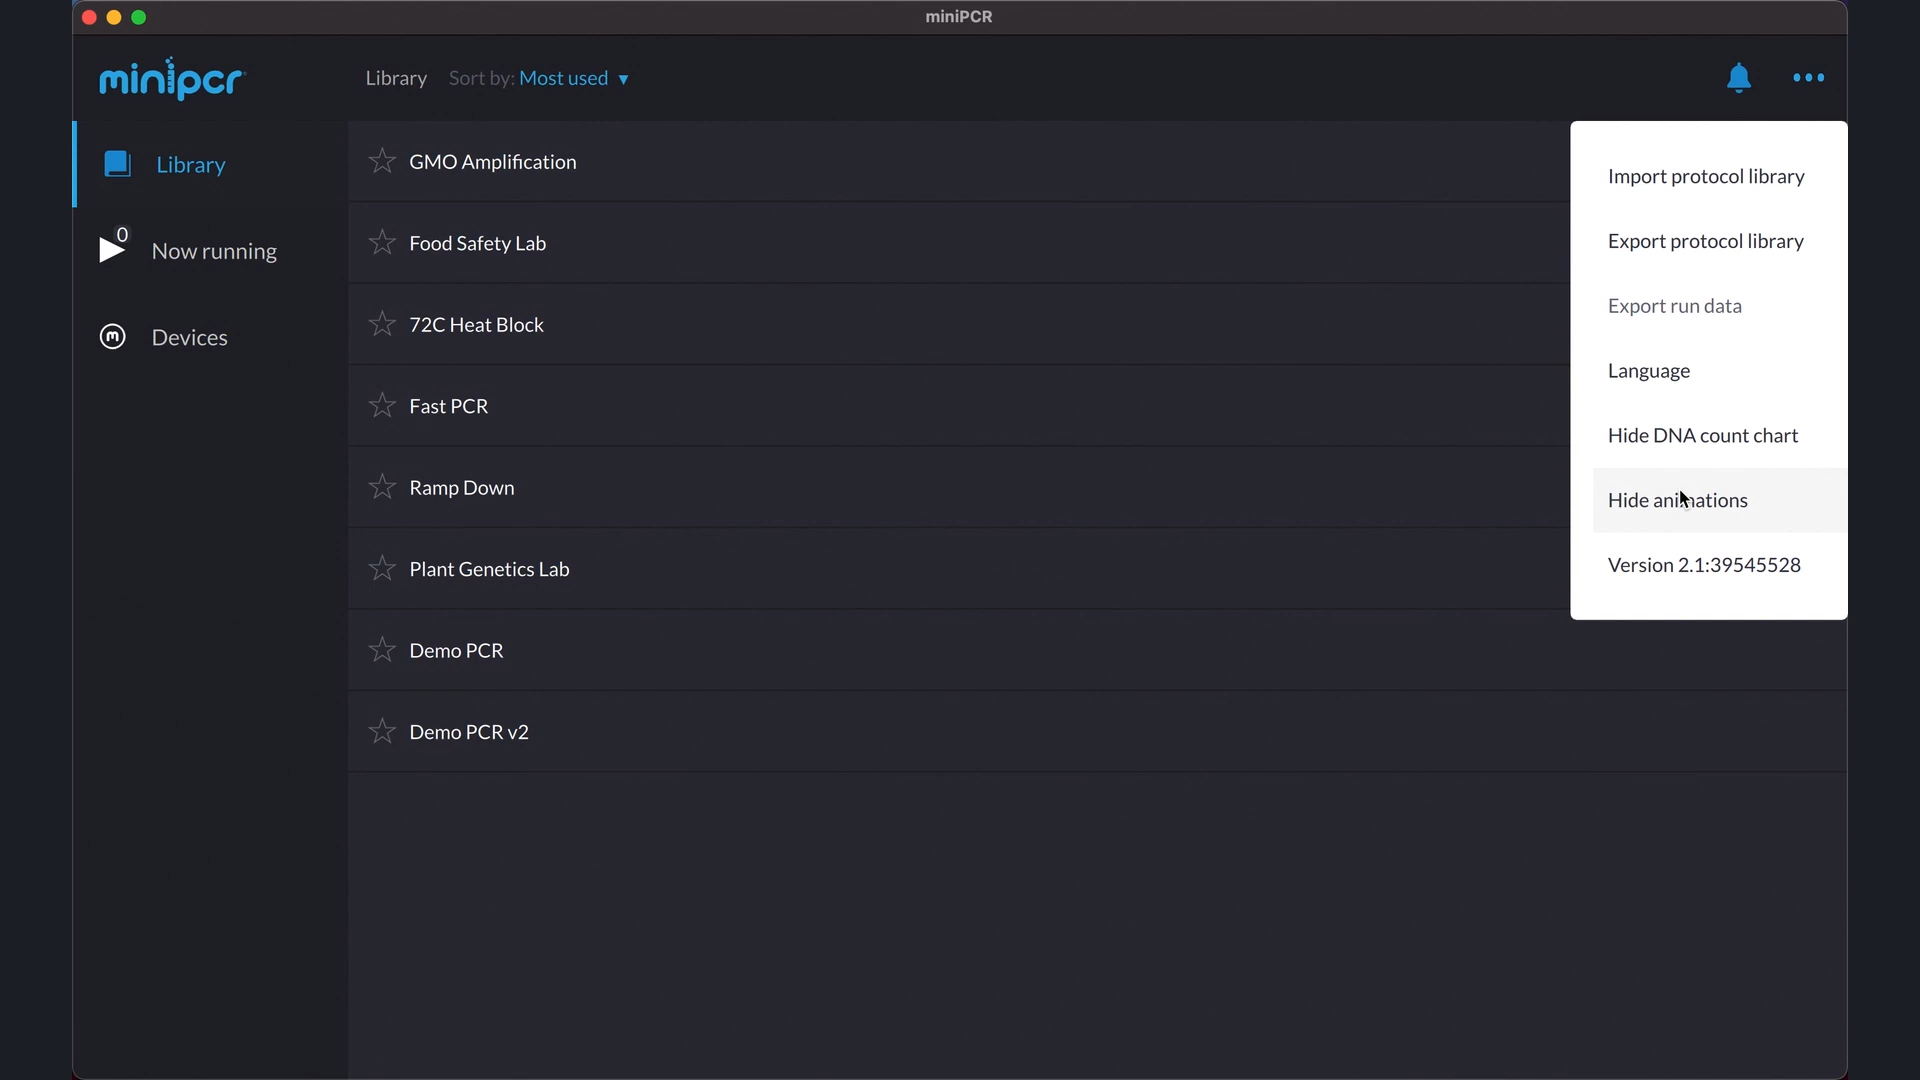 miniPCR
minipcr
Library Sort by: Most used ▼
Library
0
Now running
Devices
GMO Amplification
Food Safety Lab
72C Heat Block
Fast PCR
Ramp Down
Plant Genetics Lab
Demo PCR
Demo PCR v2
Import protocol library
Export protocol library
Export run data
Language
Hide DNA count chart
Hide animations
Version 2.1:39545528